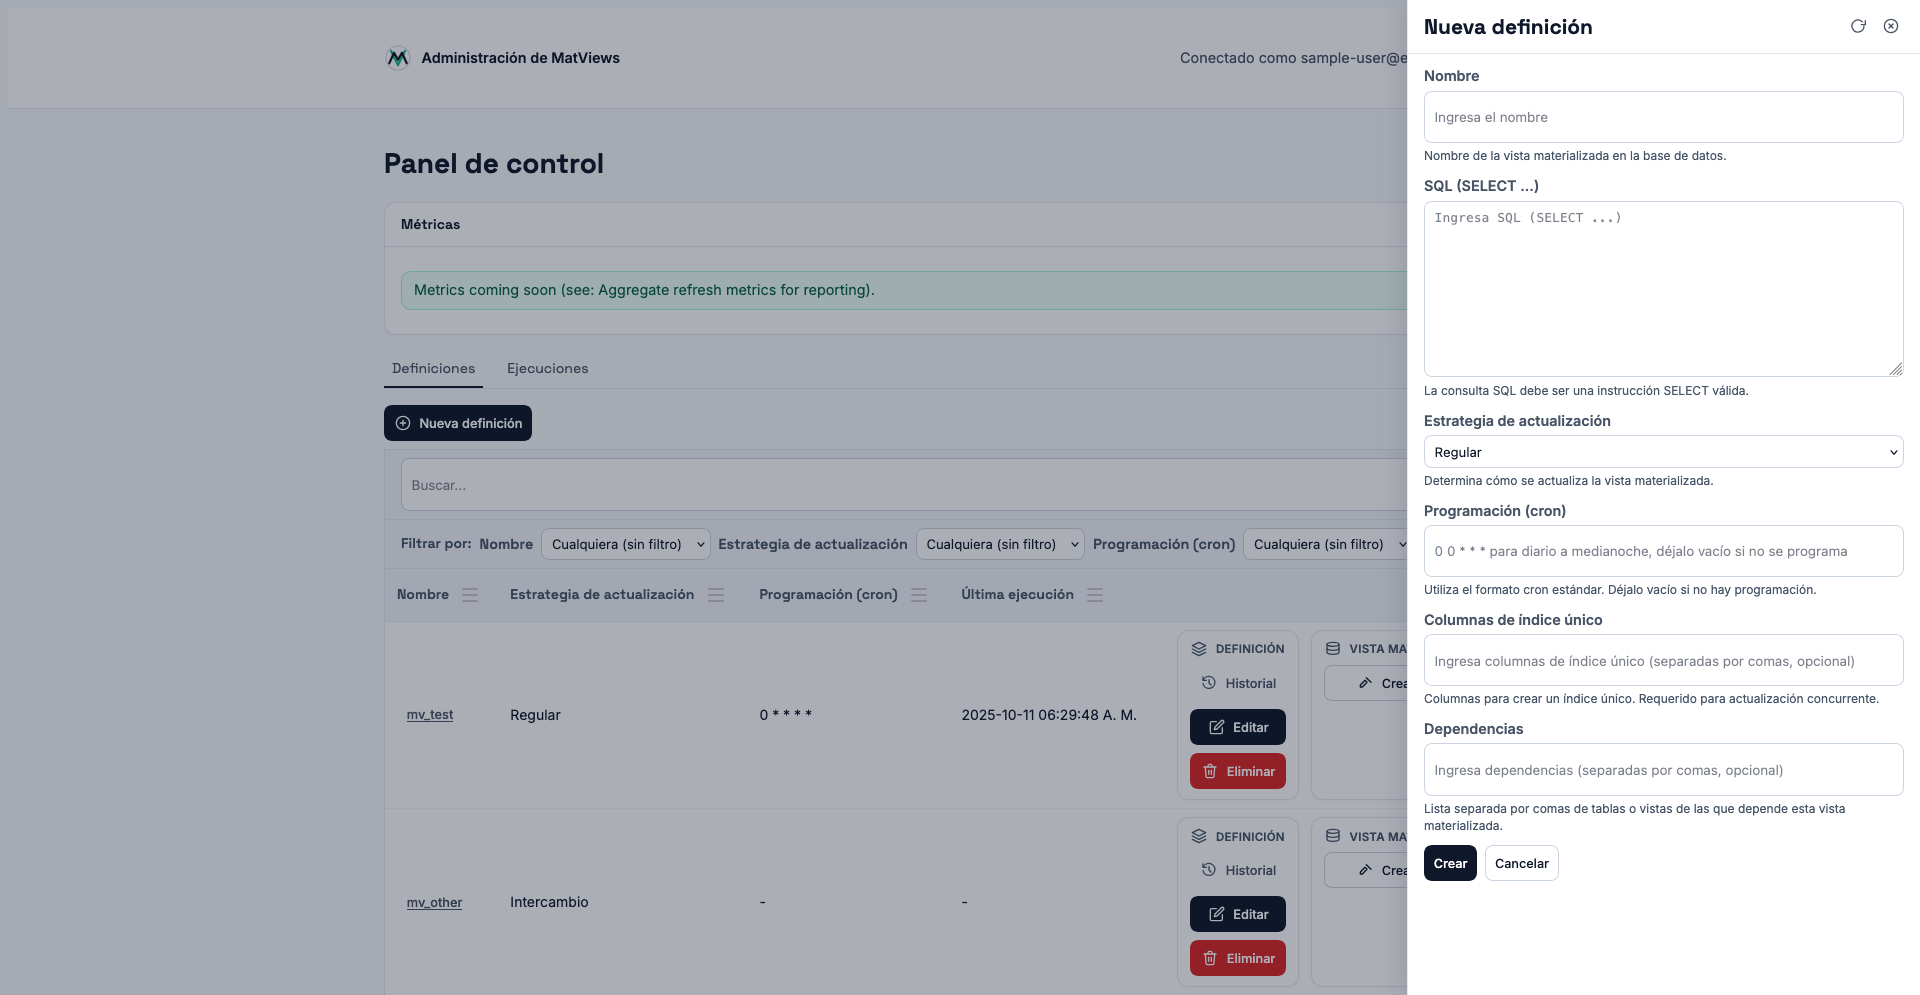 Administración de MatViews
Conectado como sample-user@e
Panel de control
Métricas
Metrics coming soon (see: Aggregate refresh metrics for reporting).
Definiciones
Ejecuciones
Nueva definición
Buscar...
Filtrar por: Nombre Cualquiera (sin filtro) Estrategia de actualización Cualquiera (sin filtro) Programación (cron) Cualquiera (sin filtro)
Nombre Estrategia de actualización Programación (cron) Última ejecución
mv_test Regular 0 * * * * 2025-10-11 06:29:48 A. M.
DEFINICIÓN
Historial
Editar
Eliminar
VISTA MA
Crea
mv_other Intercambio - -
DEFINICIÓN
Historial
Editar
Eliminar
VISTA MA
Crea
Nueva definición
Nombre
Ingresa el nombre
Nombre de la vista materializada en la base de datos.
SQL (SELECT ...)
Ingresa SQL (SELECT ...)
La consulta SQL debe ser una instrucción SELECT válida.
Estrategia de actualización
Regular
Determina cómo se actualiza la vista materializada.
Programación (cron)
0 0 * * * para diario a medianoche, déjalo vacío si no se programa
Utiliza el formato cron estándar. Déjalo vacío si no hay programación.
Columnas de índice único
Ingresa columnas de índice único (separadas por comas, opcional)
Columnas para crear un índice único. Requerido para actualización concurrente.
Dependencias
Ingresa dependencias (separadas por comas, opcional)
Lista separada por comas de tablas o vistas de las que depende esta vista
materializada.
Crear
Cancelar